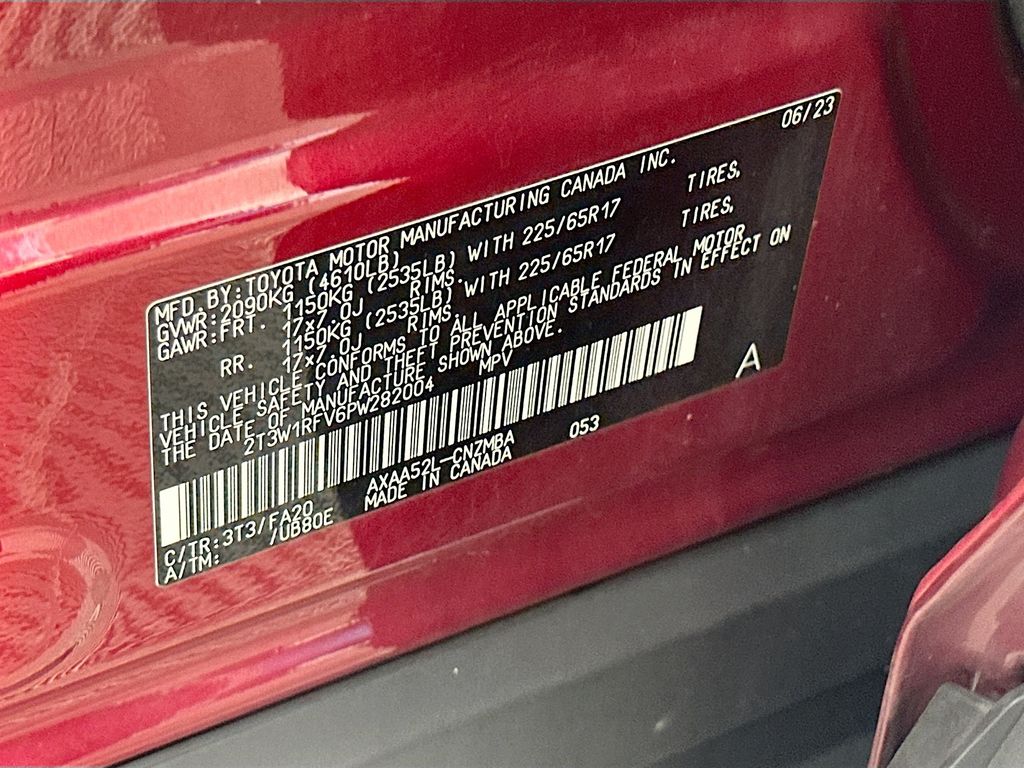 06/23
MFD. BY: TOYOTA MOTOR MANUFACTURING CANADA INC.
GVWR: 2090KG (4610LB)
GAWR: FRT. 1150KG (2535LB) WITH 225/65R17 TIRES,
17x7.0J RIMS.
RR. 1150KG (2535LB) WITH 225/65R17 TIRES,
17x7.0J RIMS.
THIS VEHICLE CONFORMS TO ALL APPLICABLE FEDERAL MOTOR
VEHICLE SAFETY AND THEFT PREVENTION STANDARDS IN EFFECT ON
THE DATE OF MANUFACTURE SHOWN ABOVE.
2T3W1RFV6PW282004 MPV
A
AXAA52L-CNZMBA 053
C/TR: 3T3/FA20 MADE IN CANADA
A/TM: /UB80E